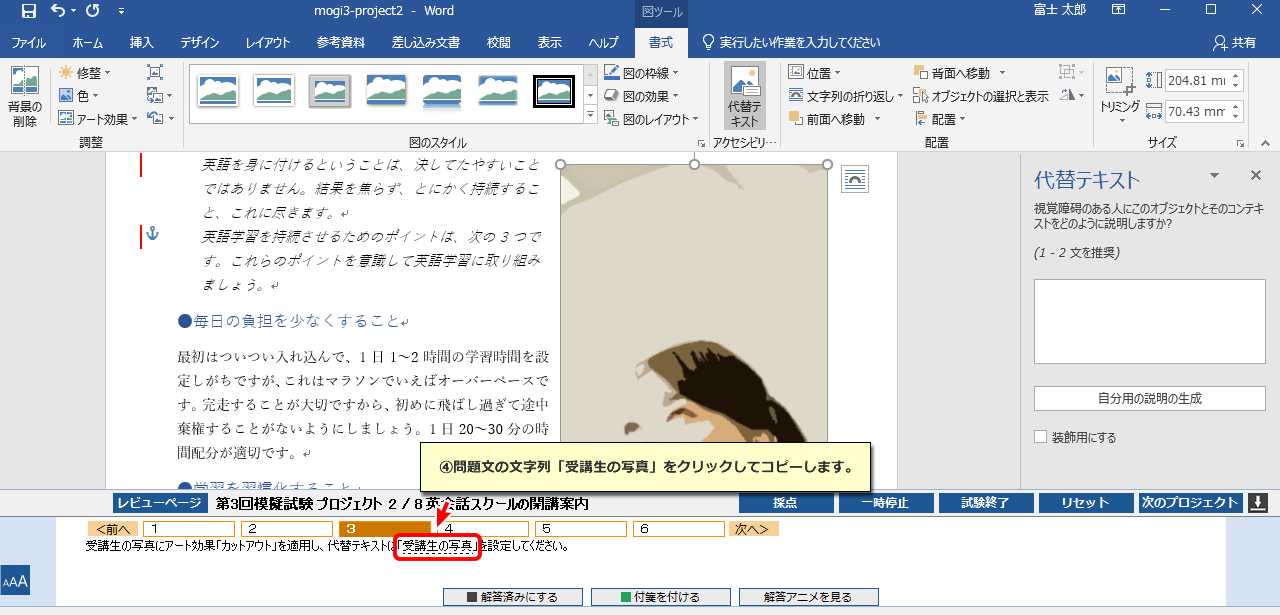 mogi3-project2 - Word
図ツール
富士 太郎
ファイル ホーム 挿入 デザイン レイアウト 参考資料 差し込み文書 校閲 表示 ヘルプ 書式 実行したい作業を入力してください 共有
背景の
削除
修整
色
アート効果
調整
図のスタイル
図の枠線
図の効果
図のレイアウト
代替テ
キスト
アクセシビリ…
位置
文字列の折り返し
前面へ移動
背面へ移動
オブジェクトの選択と表示
配置
配置
トリミング
204.81 mm
70.43 mm
サイズ
英語を身に付けるということは、決してたやすいこと
ではありません。結果を焦らず、とにかく持続するこ
と、これに尽きます。
英語学習を持続させるためのポイントは、次の 3 つで
す。これらのポイントを意識して英語学習に取り組み
ましょう。
●毎日の負担を少なくすること
最初はついつい入れ込んで、1 日 1～2 時間の学習時間を設
定しがちですが、これはマラソンでいえばオーバーペースで
す。完走することが大切ですから、初めに飛ばし過ぎて途中
棄権することがないようにしましょう。1 日 20～30 分の時
間配分が適切です。
●学習を習慣化すること
代替テキスト
視覚障碍のある人にこのオブジェクトとそのコンテキ
ストをどのように説明しますか?
(1 - 2 文を推奨)
自分用の説明の生成
装飾用にする
④問題文の文字列「受講生の写真」をクリックしてコピーします。
レビューページ 第3回模擬試験 プロジェクト 2 / 8 英会話スクールの開講案内 採点 一時停止 試験終了 リセット 次のプロジェクト
<前へ 1 2 3 4 5 6 次へ>
受講生の写真にアート効果「カットアウト」を適用し、代替テキストに「受講生の写真」を設定してください。
AAA
解答済みにする 付箋を付ける 解答アニメを見る